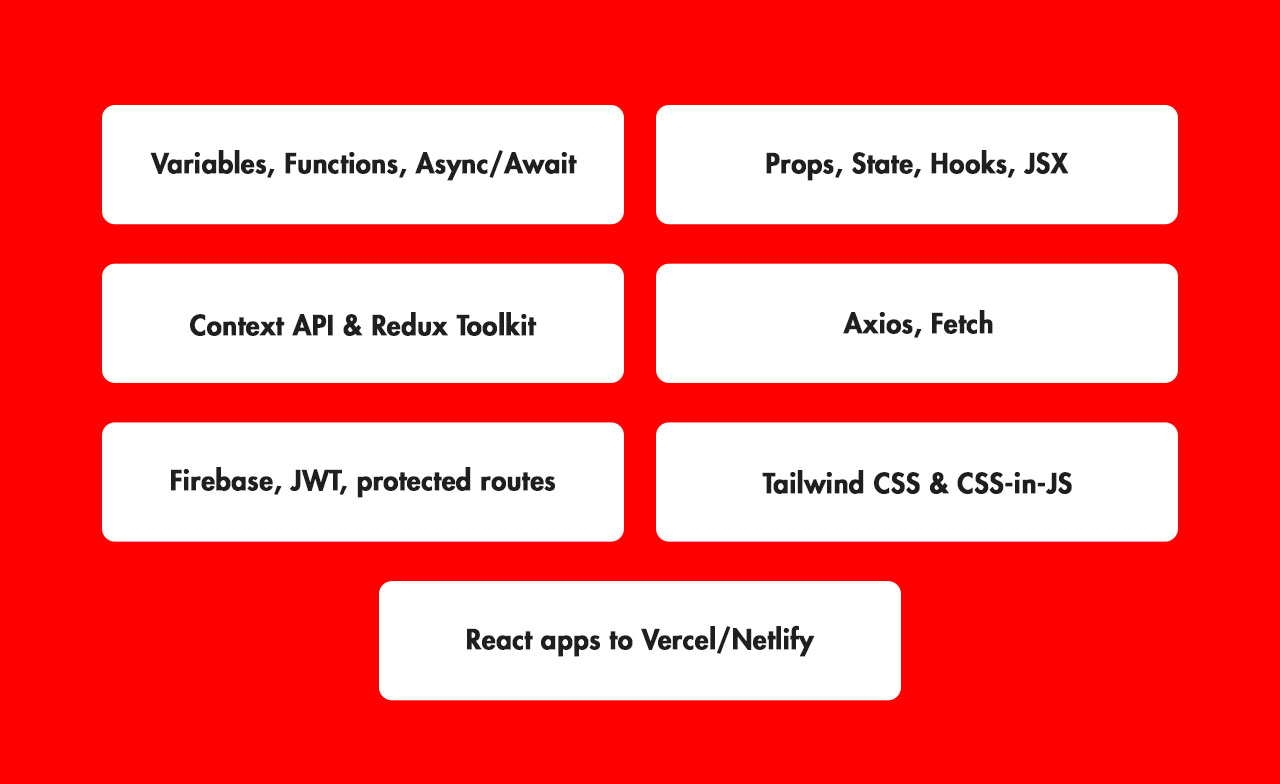 Variables, Functions, Async/Await
Props, State, Hooks, JSX
Context API & Redux Toolkit
Axios, Fetch
Firebase, JWT, protected routes
Tailwind CSS & CSS-in-JS
React apps to Vercel/Netlify